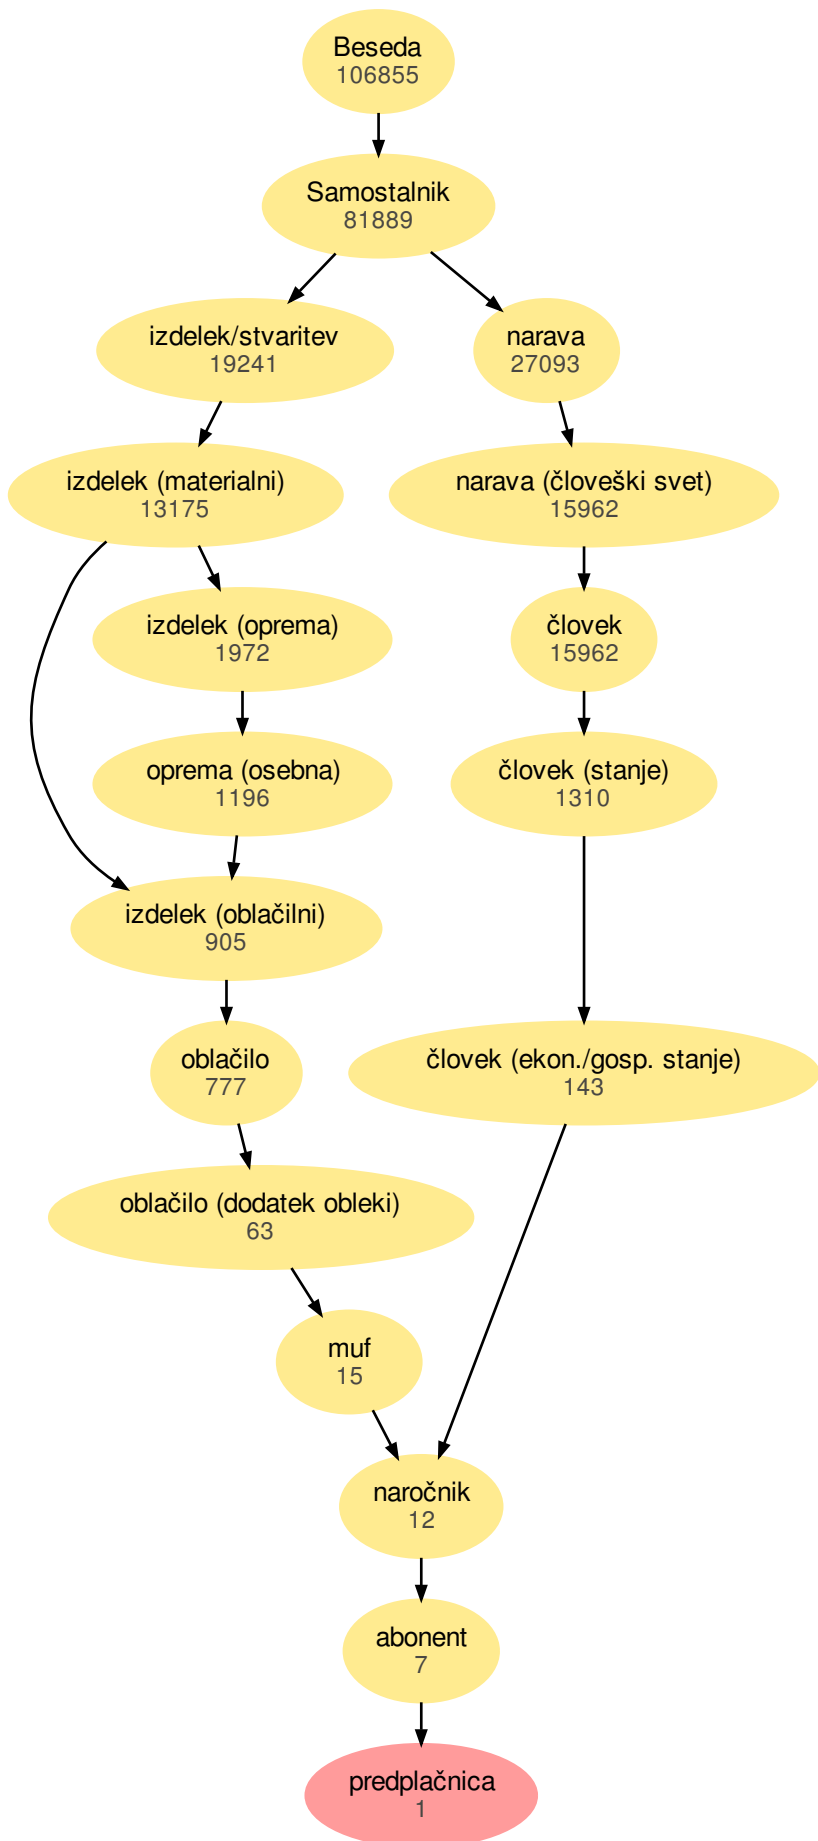 Beseda
106855
Samostalnik
81889
izdelek/stvaritev
19241
narava
27093
izdelek (materialni)
13175
narava (človeški svet)
15962
izdelek (oprema)
1972
človek
15962
oprema (osebna)
1196
človek (stanje)
1310
izdelek (oblačilni)
905
oblačilo
777
človek (ekon./gosp. stanje)
143
oblačilo (dodatek obleki)
63
muf
15
naročnik
12
abonent
7
predplačnica
1